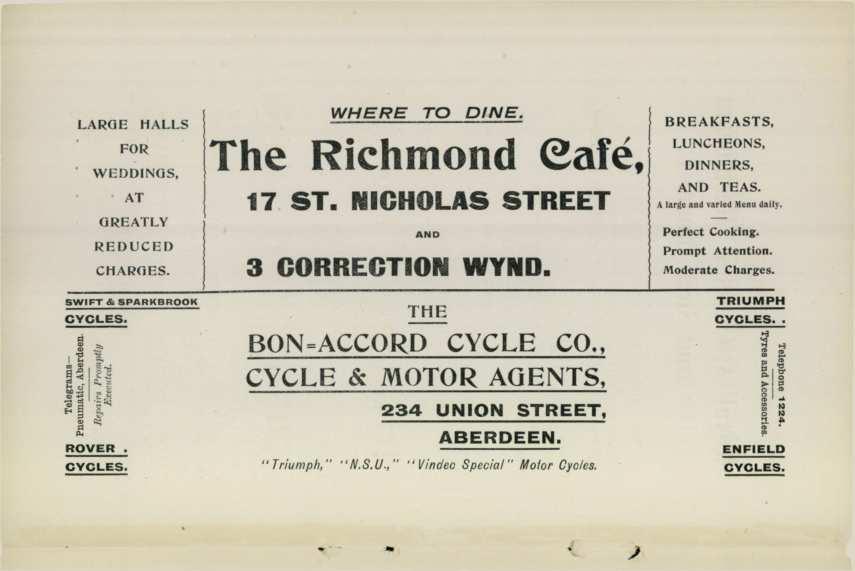 LARGE HALLS
FOR
WEDDINGS,
AT
GREATLY
REDUCED
CHARGES.
WHERE TO DINE.
The Richmond Café,
17 ST. NICHOLAS STREET
AND
3 CORRECTION WYND.
BREAKFASTS,
LUNCHEONS,
DINNERS,
AND TEAS.
A large and varied Menu daily.
Perfect Cooking.
Prompt Attention.
Moderate Charges.
SWIFT & SPARKBROOK
CYCLES.
Telegrams—
Pneumatic, Aberdeen.
Repairs Promptly
Executed.
ROVER .
CYCLES.
THE
BON=ACCORD CYCLE CO.,
CYCLE & MOTOR AGENTS,
234 UNION STREET,
ABERDEEN.
"Triumph," "N.S.U.," "Vindec Special" Motor Cycles.
TRIUMPH
CYCLES. .
Telephone 1224.
Tyres and Accessories.
ENFIELD
CYCLES.